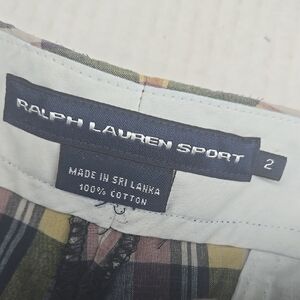 RALPH LAUREN SPORT
2
MADE IN SRI LANKA
100% COTTON